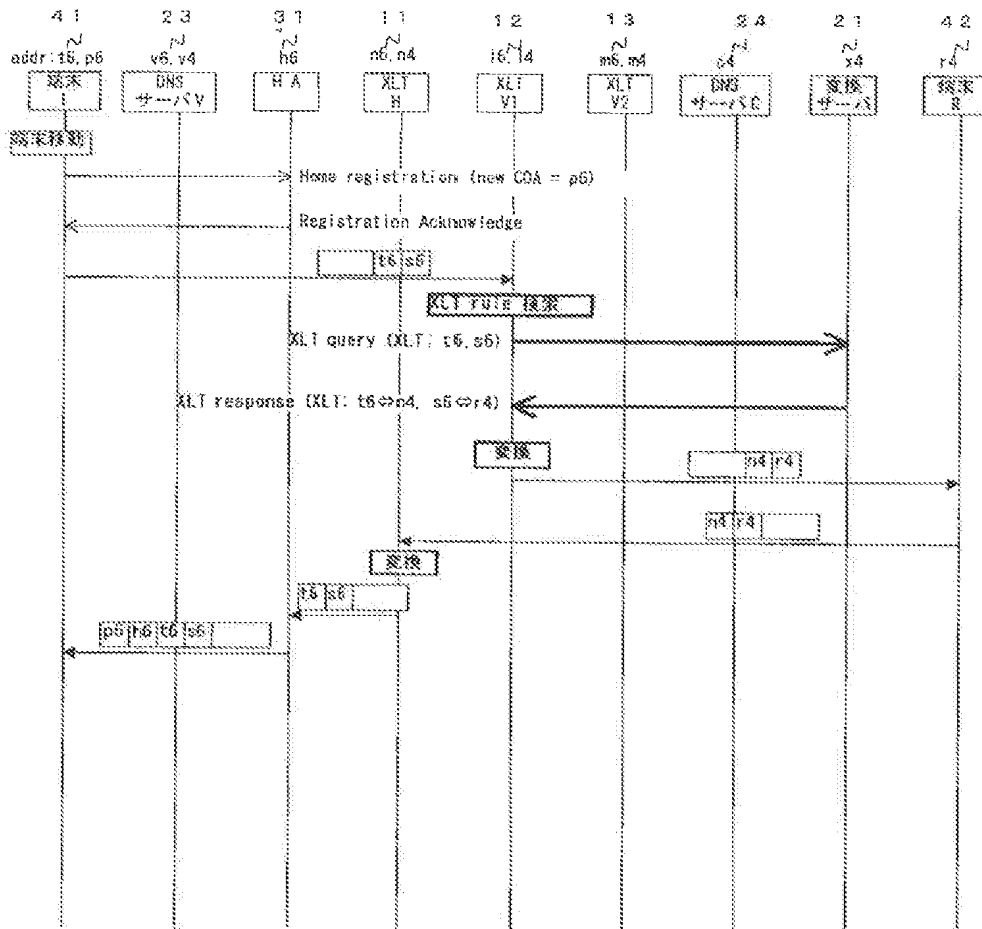 41 23 31 11 12 13 24 21 42
addr:t6,p6 v6,v4 h6 n6,n4 l6,l4 m6,m4 c4 x4 r4
端末 DNS HA XLT XLT XLT DNS 変換 端末
サーバV H V1 V2 サーバC サーバS R
端末移動
Home registration (new COA = p6)
Registration Acknowledge
t6 s6
XLT rule 検索
XLT query (XLT: t6,s6)
XLT response (XLT: t6⇔n4, s6⇔r4)
変換
n4 r4
n4 r4
変換
t6 s6
p6 h6 t6 s6